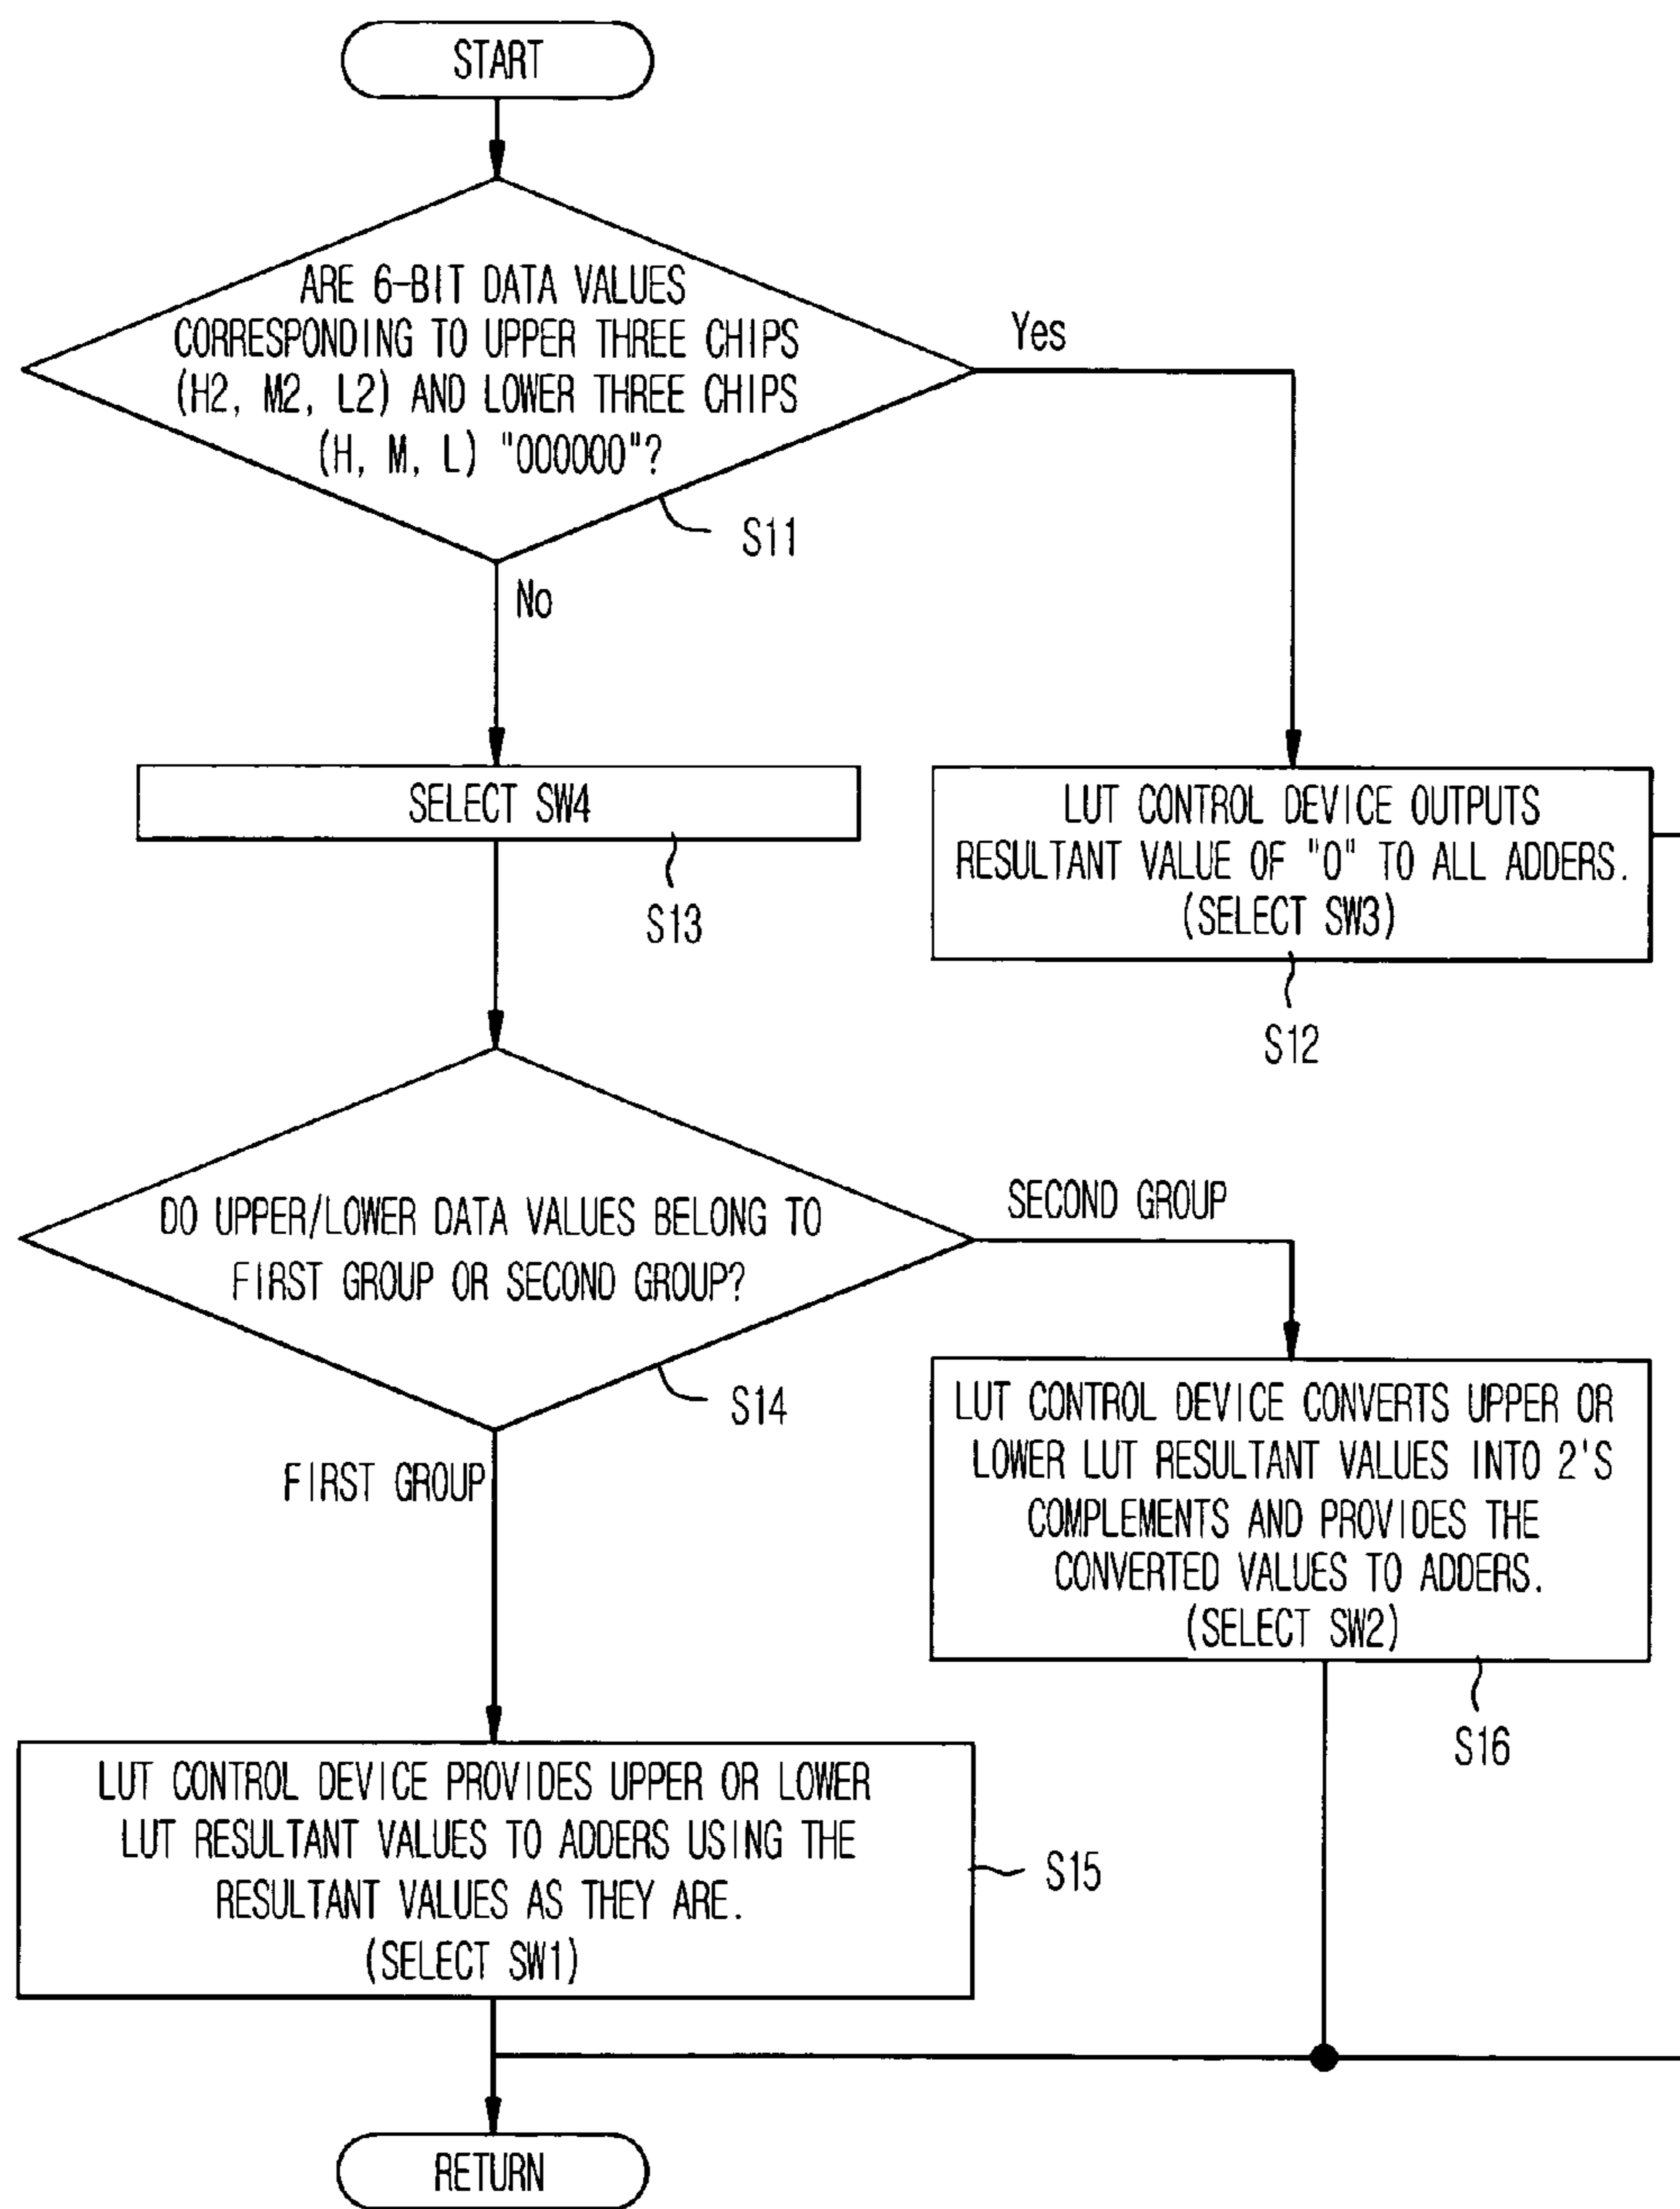 START
ARE 6-BIT DATA VALUES
CORRESPONDING TO UPPER THREE CHIPS
(H2, M2, L2) AND LOWER THREE CHIPS
(H, M, L) "000000"?
Yes
S11
No
SELECT SW4
S13
LUT CONTROL DEVICE OUTPUTS
RESULTANT VALUE OF "0" TO ALL ADDERS.
(SELECT SW3)
S12
DO UPPER/LOWER DATA VALUES BELONG TO
FIRST GROUP OR SECOND GROUP?
SECOND GROUP
S14
FIRST GROUP
LUT CONTROL DEVICE CONVERTS UPPER OR
LOWER LUT RESULTANT VALUES INTO 2'S
COMPLEMENTS AND PROVIDES THE
CONVERTED VALUES TO ADDERS.
(SELECT SW2)
S16
LUT CONTROL DEVICE PROVIDES UPPER OR LOWER
LUT RESULTANT VALUES TO ADDERS USING THE
RESULTANT VALUES AS THEY ARE.
(SELECT SW1)
S15
RETURN